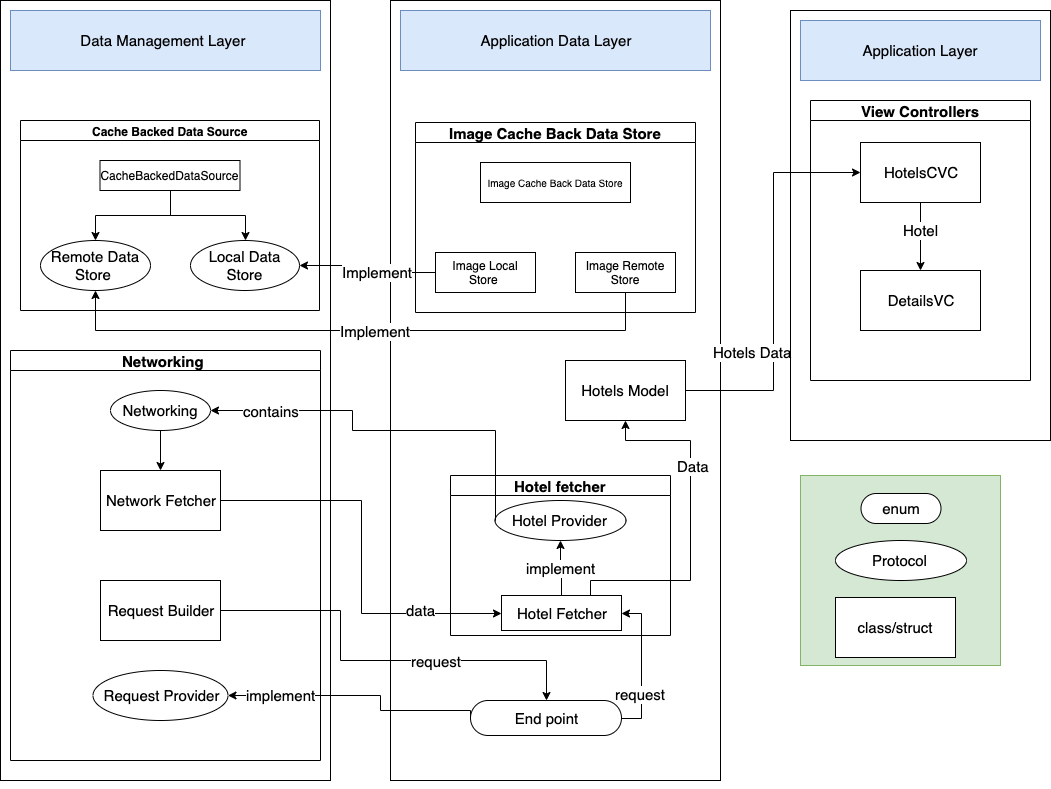 Data Management Layer
Cache Backed Data Source
CacheBackedDataSource
Remote Data
Store
Local Data
Store
Implement
Implement
Networking
Networking
contains
Network Fetcher
data
Request Builder
request
Request Provider
implement
Application Data Layer
Image Cache Back Data Store
Image Cache Back Data Store
Image Local
Store
Image Remote
Store
Hotels Model
Hotels Data
Data
Hotel fetcher
Hotel Provider
implement
Hotel Fetcher
request
End point
Application Layer
View Controllers
HotelsCVC
Hotel
DetailsVC
enum
Protocol
class/struct